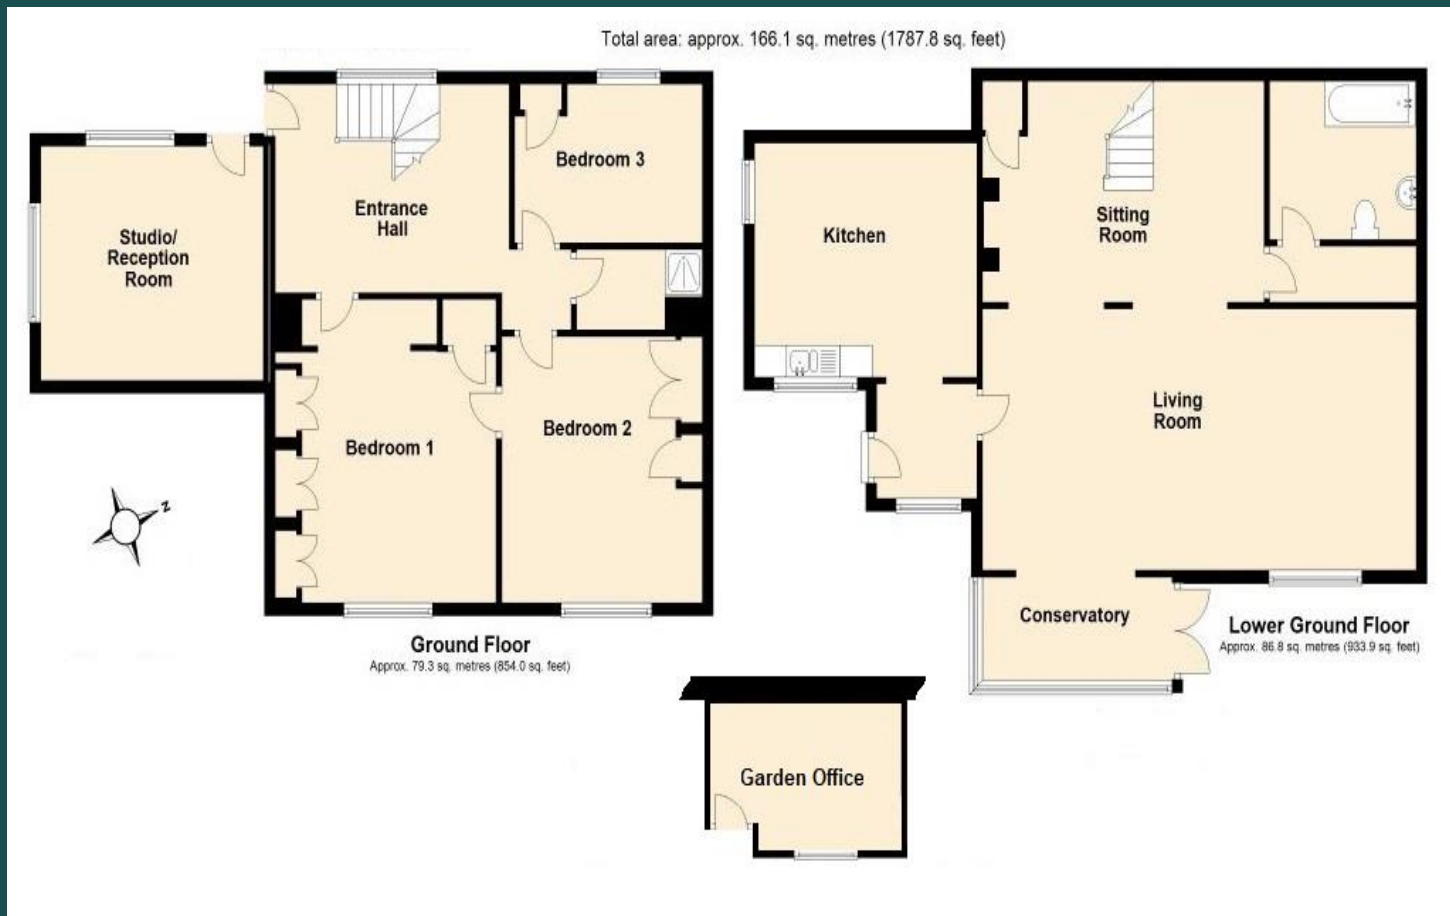 Total area: approx. 166.1 sq. metres (1787.8 sq. feet)
Bedroom 3
Entrance
Hall
Studio/
Reception
Room
Bedroom 1
Bedroom 2
Z
Ground Floor
Approx. 79.3 sq. metres (854.0 sq. feet)
Kitchen
Sitting
Room
Living
Room
Conservatory
Lower Ground Floor
Approx. 86.8 sq. metres (933.9 sq. feet)
Garden Office